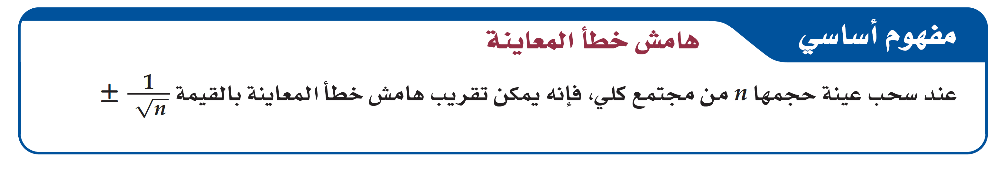 مفهوم أساسي
هامش خطأ المعاينة
عند سحب عينة حجمها n من مجتمع كلي، فإنه يمكن تقريب هامش خطأ المعاينة بالقيمة ± 1/√n